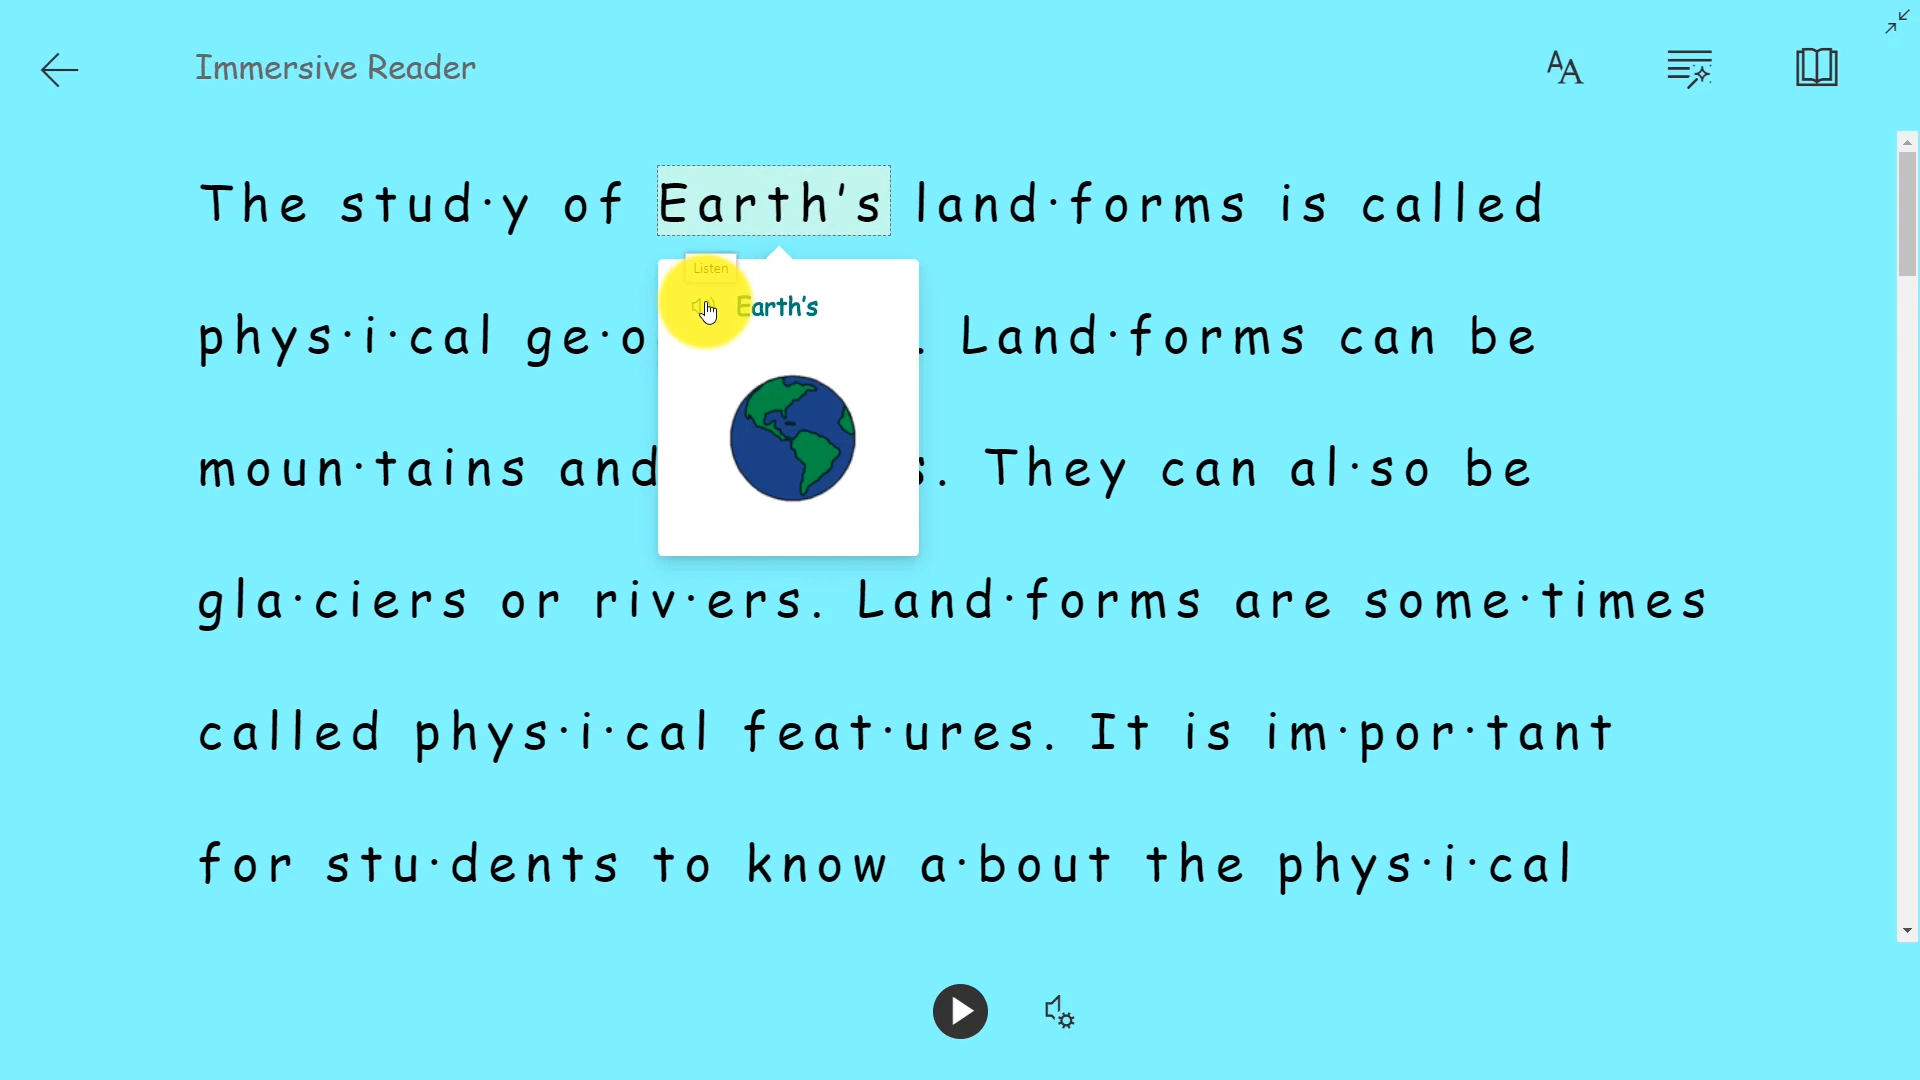 Immersive Reader
The stud·y of Earth's land·forms is called
Listen
Earth's
phys·i·cal ge·o . Land·forms can be
moun·tains and . They can al·so be
gla·ciers or riv·ers. Land·forms are some·times
called phys·i·cal feat·ures. It is im·por·tant
for stu·dents to know a·bout the phys·i·cal